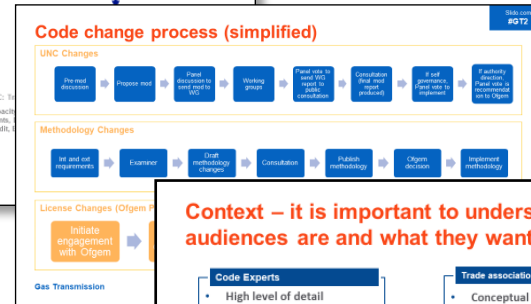 Slido.com
#GT2
Code change process (simplified)
UNC Changes
Pre-mod
discussion
Propose mod
Panel
discussion to
send mod to
WG
Working
groups
Panel vote to
send WG
report to
public
consultation
Consultation
(final mod
report
produced)
If self
governance,
Panel vote to
implement
If authority
direction,
Panel vote is
recommendat
ion to Ofgem
Methodology Changes
Int and ext
requirements
Examiner
Draft
methodology
changes
Consultation
Publish
methodology
Ofgem
decision
Implement
methodology
License Changes (Ofgem P
Initiate
engagement
with Ofgem
Gas Transmission
Context – it is important to unders
audiences are and what they want
Code Experts
• High level of detail
Trade association
• Conceptual